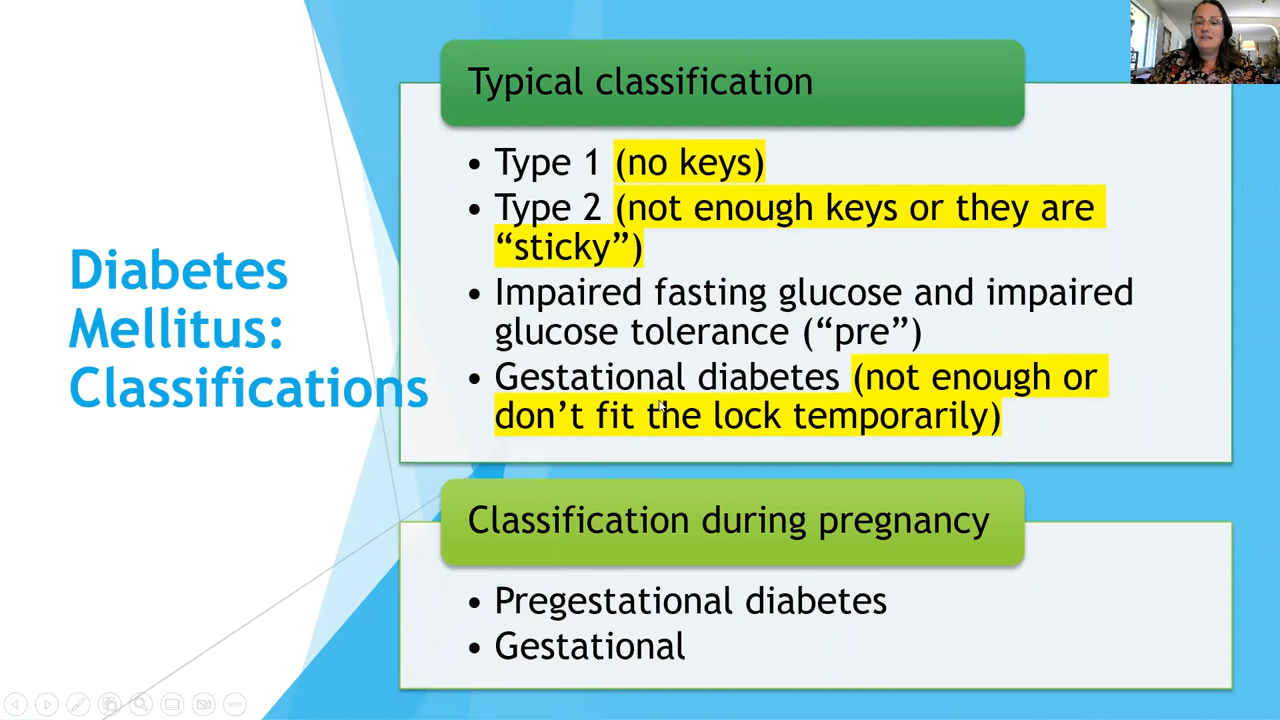 Diabetes
Mellitus:
Classifications
Typical classification
• Type 1 (no keys)
• Type 2 (not enough keys or they are
“sticky”)
• Impaired fasting glucose and impaired
glucose tolerance (“pre”)
• Gestational diabetes (not enough or
don’t fit the lock temporarily)
Classification during pregnancy
• Pregestational diabetes
• Gestational